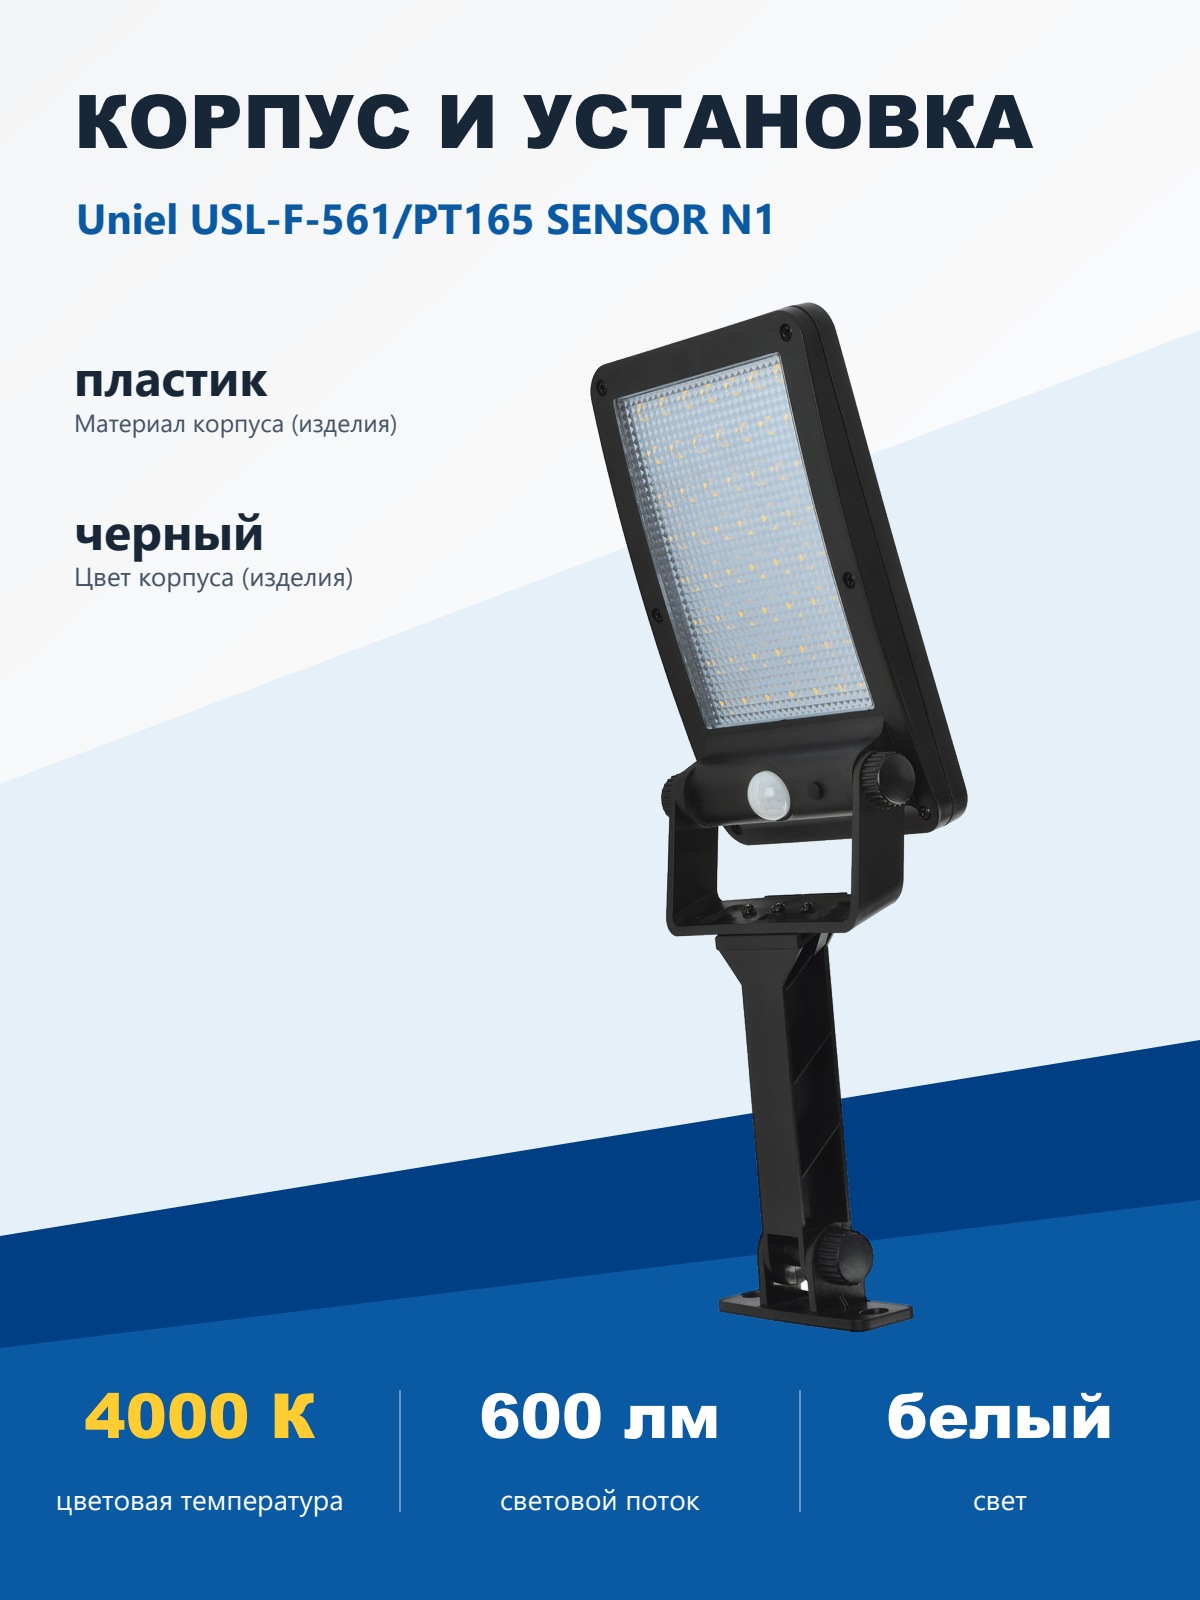 КОРПУС И УСТАНОВКА
Uniel USL-F-561/PT165 SENSOR N1
пластик
Материал корпуса (изделия)
черный
Цвет корпуса (изделия)
4000 К
цветовая температура
600 лм
световой поток
белый
свет